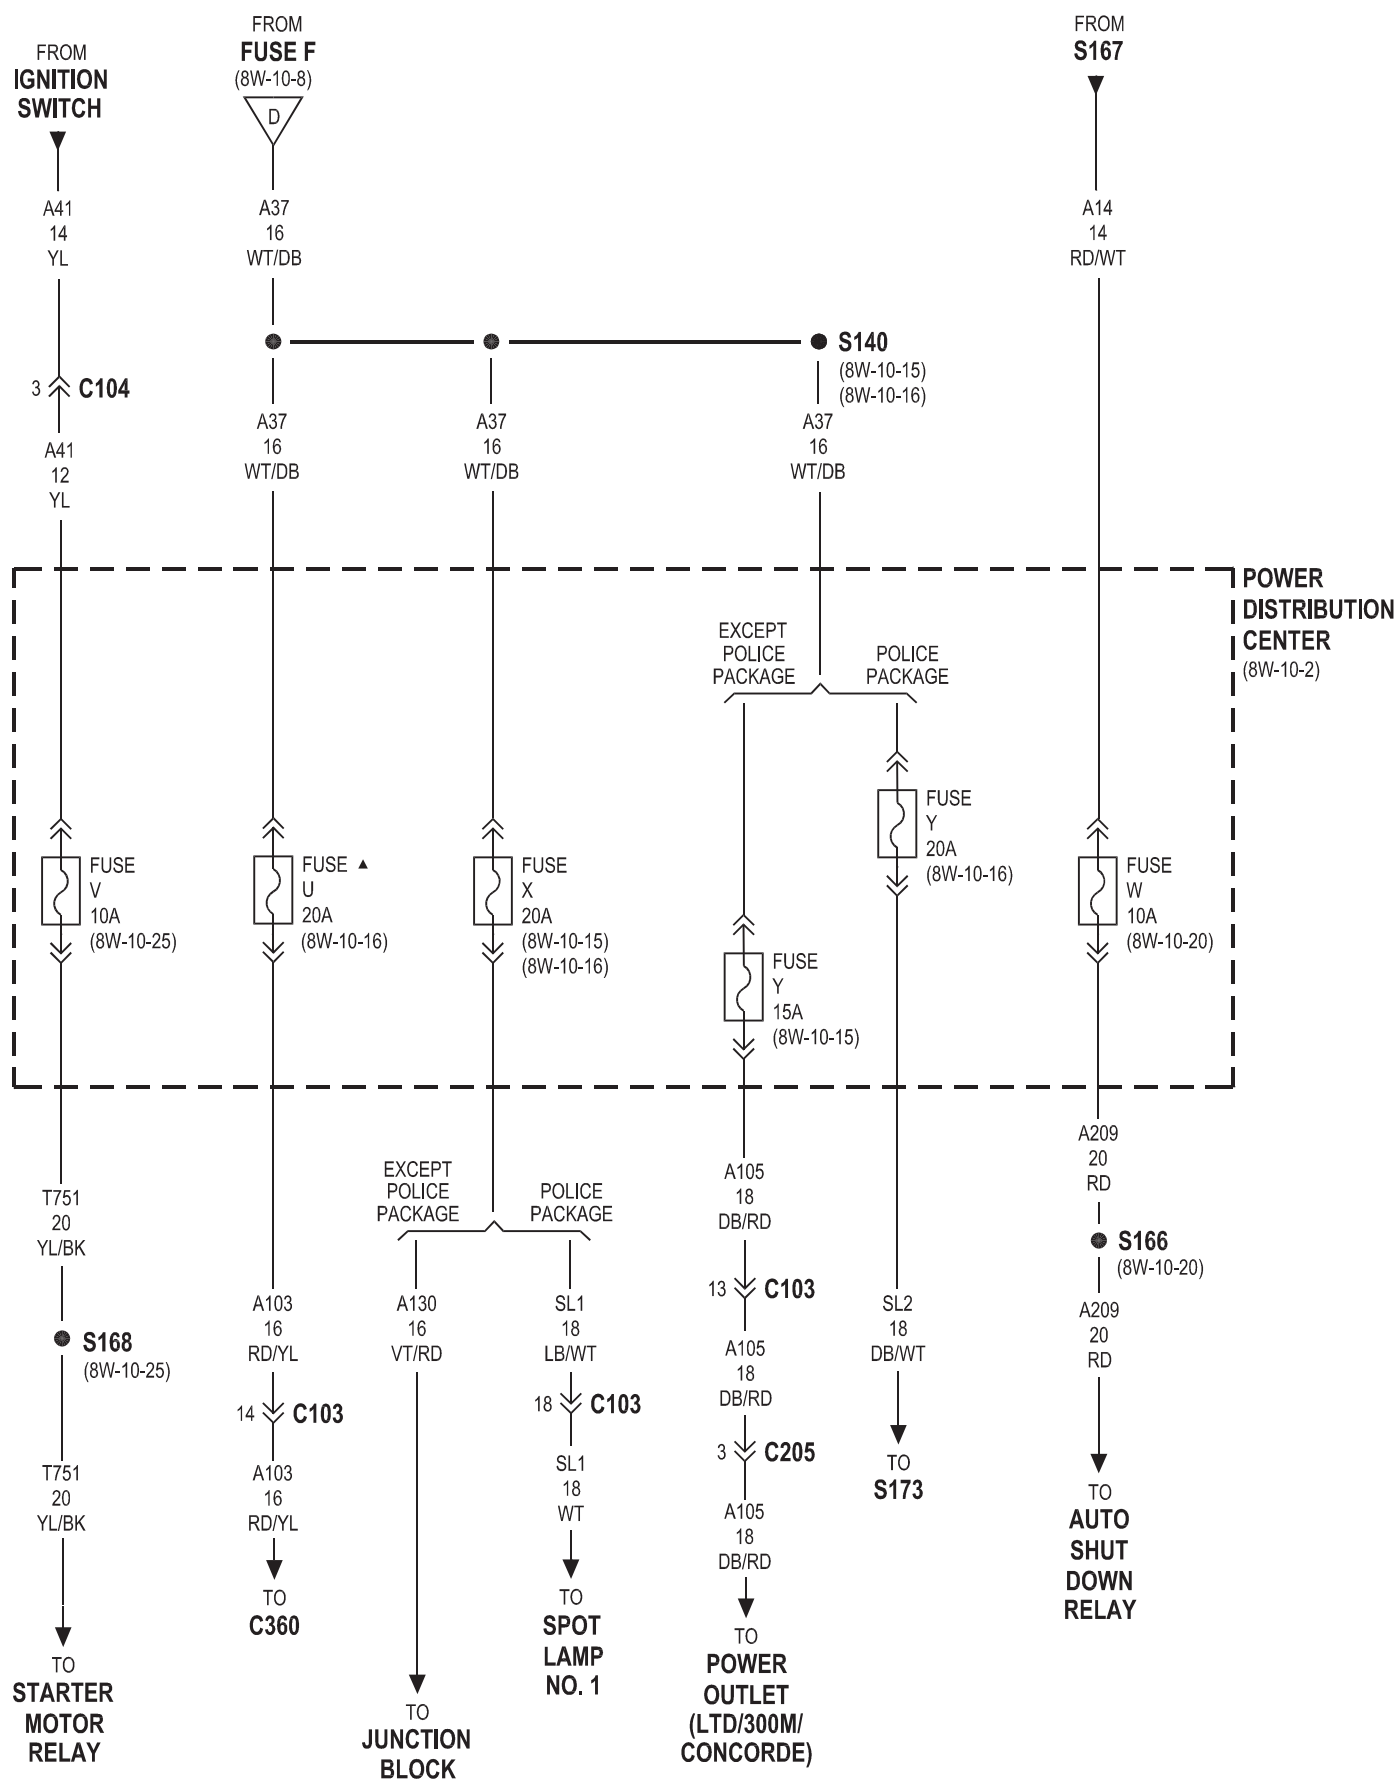 FROM
IGNITION
SWITCH
FROM
FUSE F
(8W-10-8)
D
FROM
S167
A41
14
YL
A37
16
WT/DB
A14
14
RD/WT
S140
(8W-10-15)
(8W-10-16)
3 C104
A41
12
YL
A37
16
WT/DB
A37
16
WT/DB
A37
16
WT/DB
POWER
DISTRIBUTION
CENTER
(8W-10-2)
EXCEPT
POLICE
PACKAGE
POLICE
PACKAGE
FUSE
V
10A
(8W-10-25)
FUSE ▲
U
20A
(8W-10-16)
FUSE
X
20A
(8W-10-15)
(8W-10-16)
FUSE
Y
15A
(8W-10-15)
FUSE
Y
20A
(8W-10-16)
FUSE
W
10A
(8W-10-20)
T751
20
YL/BK
S168
(8W-10-25)
T751
20
YL/BK
TO
STARTER
MOTOR
RELAY
A103
16
RD/YL
14 C103
A103
16
RD/YL
TO
C360
EXCEPT
POLICE
PACKAGE
POLICE
PACKAGE
A130
16
VT/RD
TO
JUNCTION
BLOCK
SL1
18
LB/WT
18 C103
SL1
18
WT
TO
SPOT
LAMP
NO. 1
A105
18
DB/RD
13 C103
A105
18
DB/RD
3 C205
A105
18
DB/RD
TO
POWER
OUTLET
(LTD/300M/
CONCORDE)
SL2
18
DB/WT
TO
S173
A209
20
RD
S166
(8W-10-20)
A209
20
RD
TO
AUTO
SHUT
DOWN
RELAY